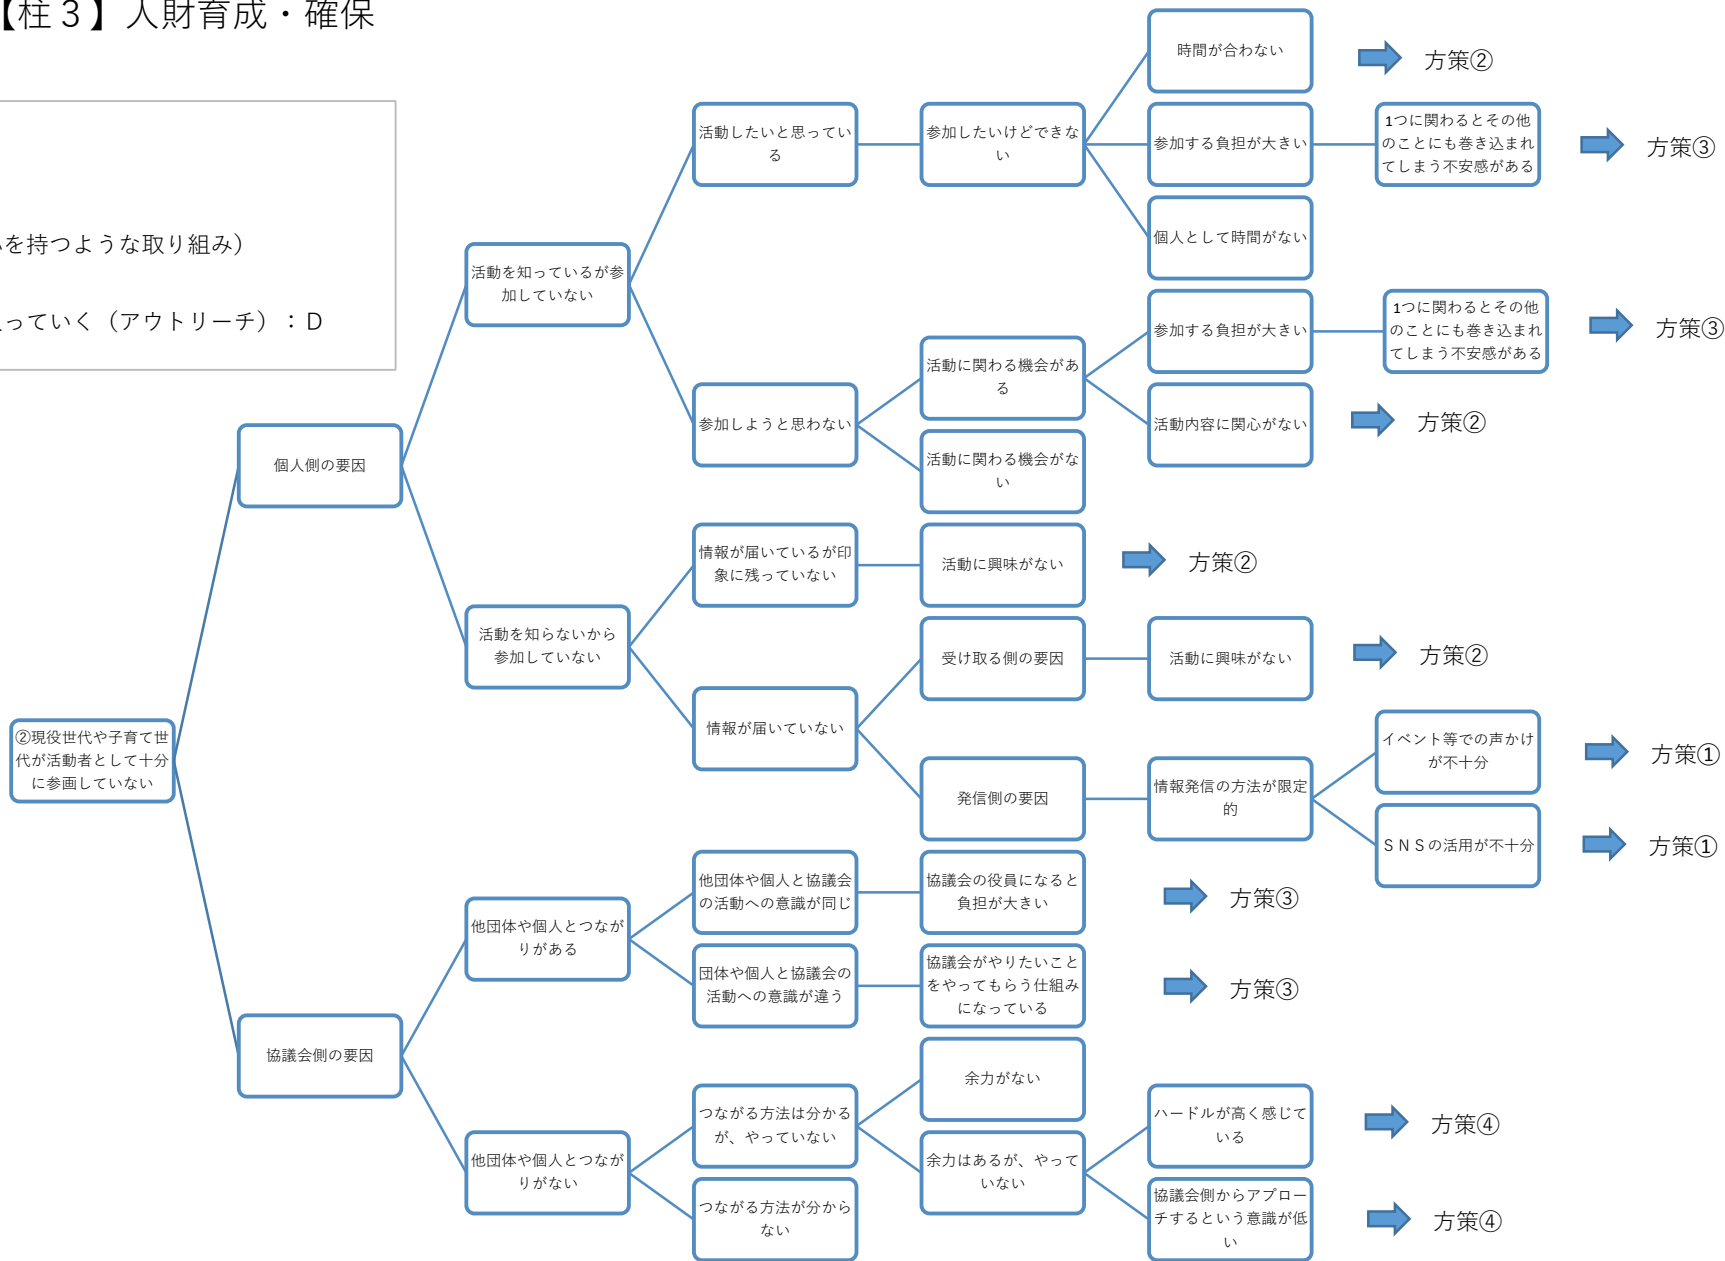 【柱３】人財育成・確保
を持つような取り組み）
っていく（アウトリーチ）：Ｄ
②現役世代や子育て世
代が活動者として十分
に参画していない
個人側の要因
活動を知っているが参
加していない
活動したいと思ってい
る
参加したいけどできな
い
時間が合わない
方策②
参加する負担が大きい
1つに関わるとその他
のことにも巻き込まれ
てしまう不安感がある
方策③
個人として時間がない
参加しようと思わない
活動に関わる機会があ
る
参加する負担が大きい
1つに関わるとその他
のことにも巻き込まれ
てしまう不安感がある
方策③
活動内容に関心がない
方策②
活動に関わる機会がな
い
活動を知らないから
参加していない
情報が届いているが印
象に残っていない
活動に興味がない
方策②
情報が届いていない
受け取る側の要因
活動に興味がない
方策②
発信側の要因
情報発信の方法が限定
的
イベント等での声かけ
が不十分
方策①
ＳＮＳの活用が不十分
方策①
協議会側の要因
他団体や個人とつなが
りがある
他団体や個人と協議会
の活動への意識が同じ
協議会の役員になると
負担が大きい
方策③
団体や個人と協議会の
活動への意識が違う
協議会がやりたいこと
をやってもらう仕組み
になっている
方策③
他団体や個人とつなが
りがない
つながる方法は分かる
が、やっていない
余力がない
余力はあるが、やって
いない
ハードルが高く感じて
いる
方策④
協議会側からアプロー
チするという意識が低
い
方策④
つながる方法が分から
ない